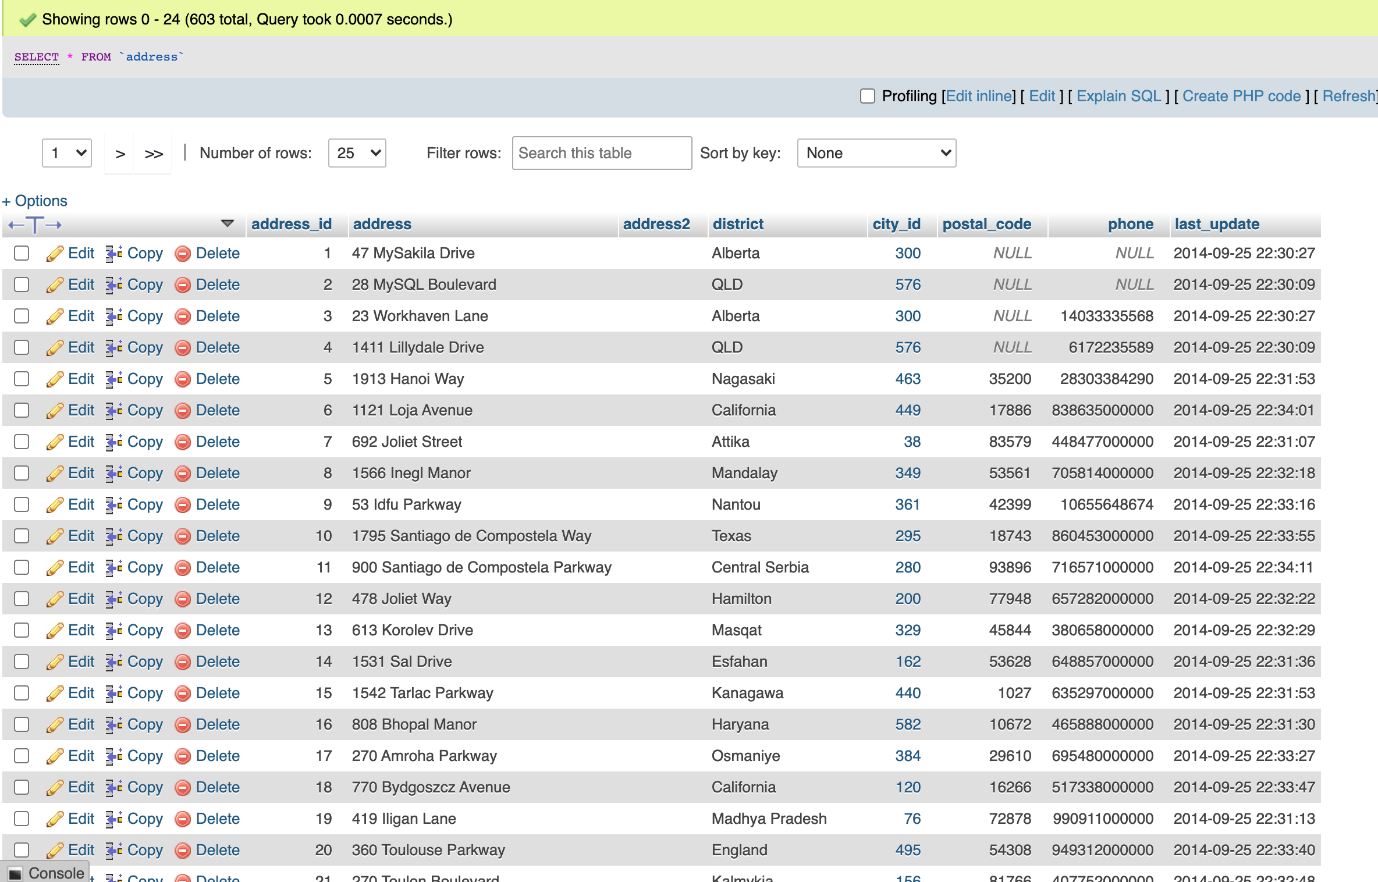 Showing rows 0 - 24 (603 total, Query took 0.0007 seconds.)
SELECT * FROM `address`
Profiling [Edit inline] [ Edit ] [ Explain SQL ] [ Create PHP code ] [ Refresh]
1 > >> | Number of rows: 25 Filter rows: Search this table Sort by key: None
+ Options
←T→ address_id address address2 district city_id postal_code phone last_update
Edit Copy Delete 1 47 MySakila Drive Alberta 300 NULL NULL 2014-09-25 22:30:27
Edit Copy Delete 2 28 MySQL Boulevard QLD 576 NULL NULL 2014-09-25 22:30:09
Edit Copy Delete 3 23 Workhaven Lane Alberta 300 NULL 14033335568 2014-09-25 22:30:27
Edit Copy Delete 4 1411 Lillydale Drive QLD 576 NULL 6172235589 2014-09-25 22:30:09
Edit Copy Delete 5 1913 Hanoi Way Nagasaki 463 35200 28303384290 2014-09-25 22:31:53
Edit Copy Delete 6 1121 Loja Avenue California 449 17886 838635000000 2014-09-25 22:34:01
Edit Copy Delete 7 692 Joliet Street Attika 38 83579 448477000000 2014-09-25 22:31:07
Edit Copy Delete 8 1566 Inegl Manor Mandalay 349 53561 705814000000 2014-09-25 22:32:18
Edit Copy Delete 9 53 Idfu Parkway Nantou 361 42399 10655648674 2014-09-25 22:33:16
Edit Copy Delete 10 1795 Santiago de Compostela Way Texas 295 18743 860453000000 2014-09-25 22:33:55
Edit Copy Delete 11 900 Santiago de Compostela Parkway Central Serbia 280 93896 716571000000 2014-09-25 22:34:11
Edit Copy Delete 12 478 Joliet Way Hamilton 200 77948 657282000000 2014-09-25 22:32:22
Edit Copy Delete 13 613 Korolev Drive Masqat 329 45844 380658000000 2014-09-25 22:32:29
Edit Copy Delete 14 1531 Sal Drive Esfahan 162 53628 648857000000 2014-09-25 22:31:36
Edit Copy Delete 15 1542 Tarlac Parkway Kanagawa 440 1027 635297000000 2014-09-25 22:31:53
Edit Copy Delete 16 808 Bhopal Manor Haryana 582 10672 465888000000 2014-09-25 22:31:30
Edit Copy Delete 17 270 Amroha Parkway Osmaniye 384 29610 695480000000 2014-09-25 22:33:27
Edit Copy Delete 18 770 Bydgoszcz Avenue California 120 16266 517338000000 2014-09-25 22:33:47
Edit Copy Delete 19 419 Iligan Lane Madhya Pradesh 76 72878 990911000000 2014-09-25 22:31:13
Edit Copy Delete 20 360 Toulouse Parkway England 495 54308 949312000000 2014-09-25 22:33:40
Console Copy Delete 21 270 Toulon Boulevard Kalmykia 156 81766 407752000000 2014-09-25 22:32:48